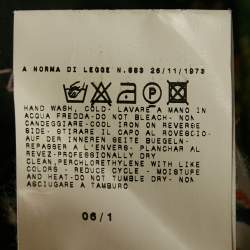 A NORMA DI LEGGE N.883 26/11/1973
P
HAND WASH, COLD- LAVARE A MANO IN
ACQUA FREDDA-DO NOT BLEACH- NON
CANDEGGIARE-COOL IRON ON REVERSE
SIDE- STIRARE IL CAPO AL ROVESCIO-
AUF DER INNEREN SEITE BUEGELN-
REPASSER A L'ENVERS- PLANCHAR AL
REVEZ-PROFESSIONALLY DRY
CLEAN,PERCHLORETHYLENE WITH LIKE
COLORS - REDUCE CYCLE - MOISTUPE
AND HEAT-DO NOT TUMBLE DRY- NON
ASCIUGARE A TAMBURO
06/1